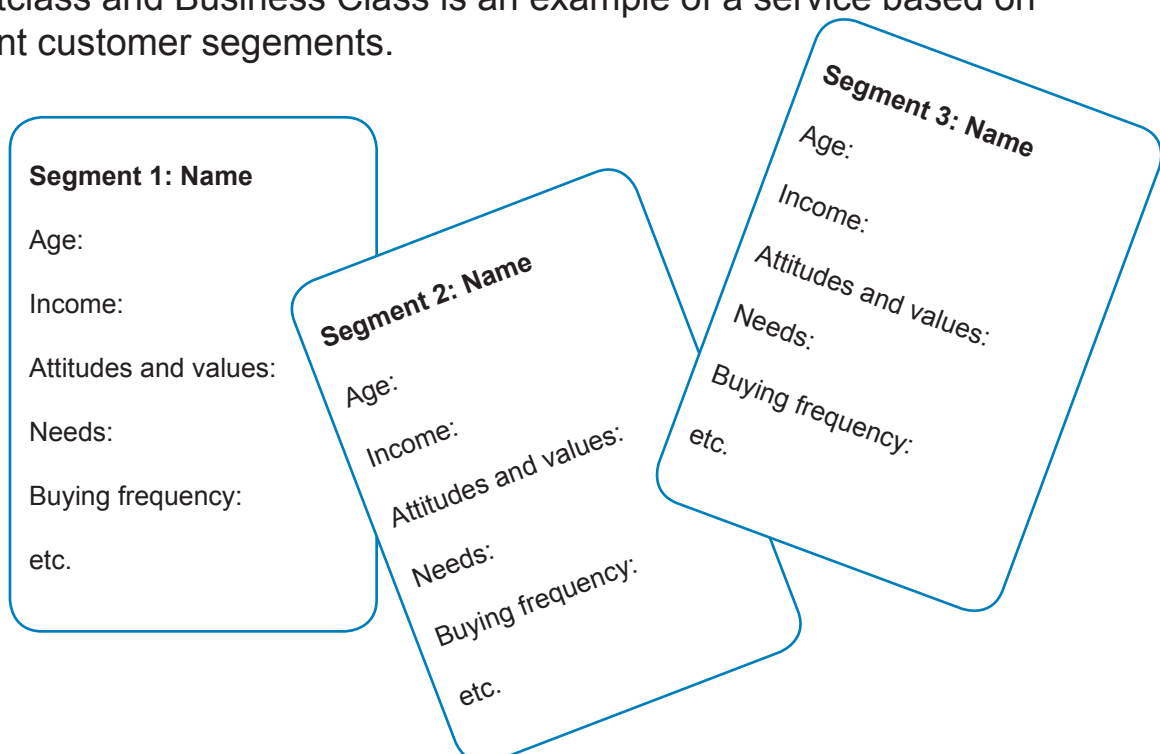 tclass and Business Class is an example of a service based on
nt customer segements.
Segment 1: Name
Age:
Income:
Attitudes and values:
Needs:
Buying frequency:
etc.
Segment 2: Name
Age:
Income:
Attitudes and values:
Needs:
Buying frequency:
etc.
Segment 3: Name
Age:
Income:
Attitudes and values:
Needs:
Buying frequency:
etc.